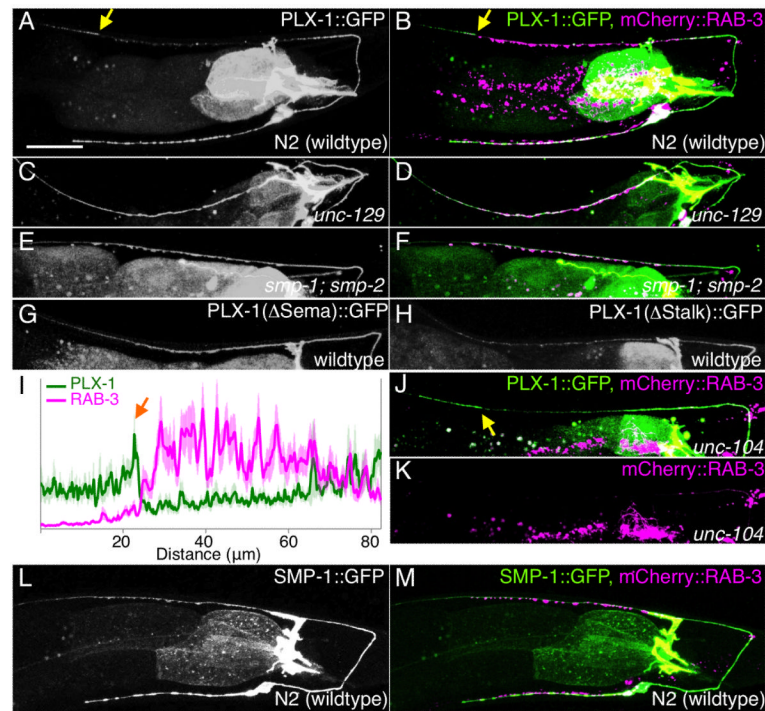 A PLX-1::GFP
N2 (wildtype)
B PLX-1::GFP, mCherry::RAB-3
N2 (wildtype)
C
unc-129
D
unc-129
E
smp-1; smp-2
F
smp-1; smp-2
G PLX-1(ΔSema)::GFP
wildtype
H PLX-1(ΔStalk)::GFP
wildtype
I
PLX-1
RAB-3
20 40 60 80
Distance (μm)
J PLX-1::GFP, mCherry::RAB-3
unc-104
K mCherry::RAB-3
unc-104
L SMP-1::GFP
N2 (wildtype)
M SMP-1::GFP, mCherry::RAB-3
N2 (wildtype)